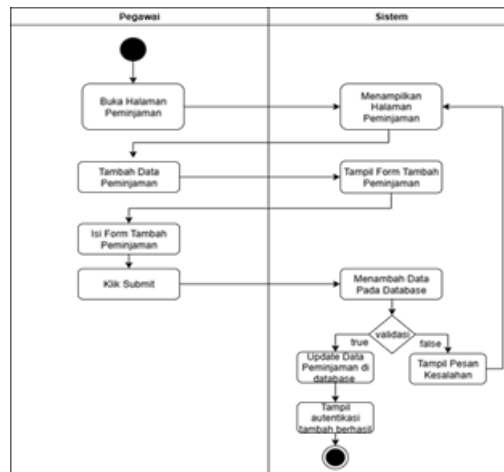 Pegawai
Sistem
Buka Halaman
Peminjaman
Menampilkan
Halaman
Peminjaman
Tambah Data
Peminjaman
Tampil Form Tambah
Peminjaman
Isi Form Tambah
Peminjaman
Klik Submit
Menambah Data
Pada Database
validasi
true
false
Update Data
Peminjaman di
database
Tampil Pesan
Kesalahan
Tampil
autentikasi
tambah berhasil